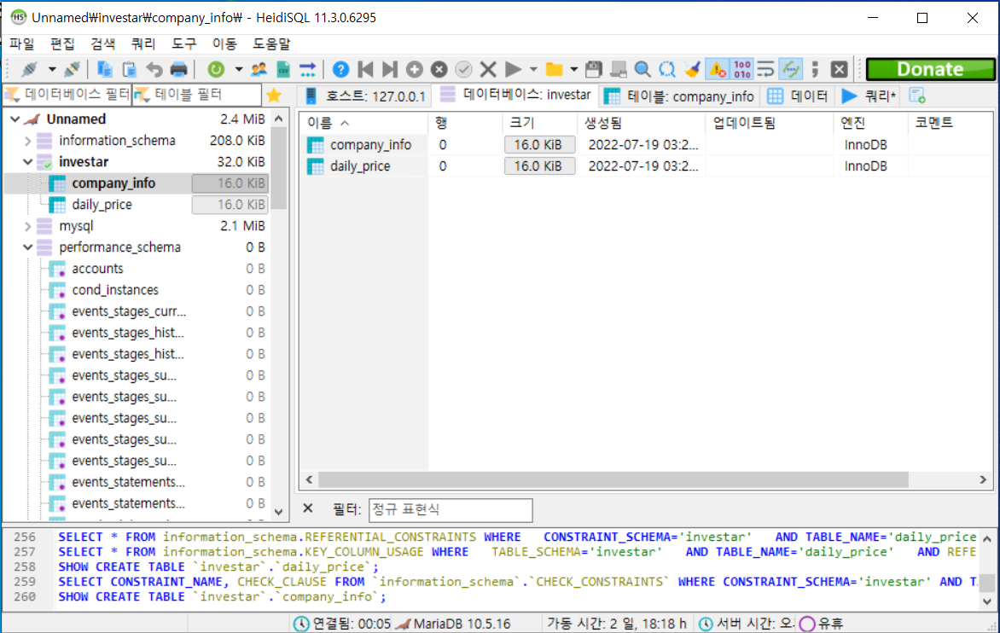 Unnamed₩investar₩company_info₩ - HeidiSQL 11.3.0.6295
파일 편집 검색 쿼리 도구 이동 도움말
Donate
데이터베이스 필터 테이블 필터
호스트: 127.0.0.1 데이터베이스: investar 테이블: company_info 데이터 쿼리*
Unnamed 2.4 MiB
information_schema 208.0 KiB
investar 32.0 KiB
company_info 16.0 KiB
daily_price 16.0 KiB
mysql 2.1 MiB
performance_schema 0 B
accounts 0 B
cond_instances 0 B
events_stages_curr... 0 B
events_stages_hist... 0 B
events_stages_hist... 0 B
events_stages_su... 0 B
events_stages_su... 0 B
events_stages_su... 0 B
events_stages_su... 0 B
events_stages_su... 0 B
events_statements... 0 B
events_statements... 0 B
이름 행 크기 생성됨 업데이트됨 엔진 코멘트
company_info 0 16.0 KiB 2022-07-19 03:2... InnoDB
daily_price 0 16.0 KiB 2022-07-19 03:2... InnoDB
필터: 정규 표현식
256 SELECT * FROM information_schema.REFERENTIAL_CONSTRAINTS WHERE CONSTRAINT_SCHEMA='investar' AND TABLE_NAME='daily_price
257 SELECT * FROM information_schema.KEY_COLUMN_USAGE WHERE TABLE_SCHEMA='investar' AND TABLE_NAME='daily_price' AND REFE
258 SHOW CREATE TABLE `investar`.`daily_price`;
259 SELECT CONSTRAINT_NAME, CHECK_CLAUSE FROM `information_schema`.`CHECK_CONSTRAINTS` WHERE CONSTRAINT_SCHEMA='investar' AND T
260 SHOW CREATE TABLE `investar`.`company_info`;
연결됨: 00:05 MariaDB 10.5.16 가동 시간: 2 일, 18:18 h 서버 시간: 오 유휴